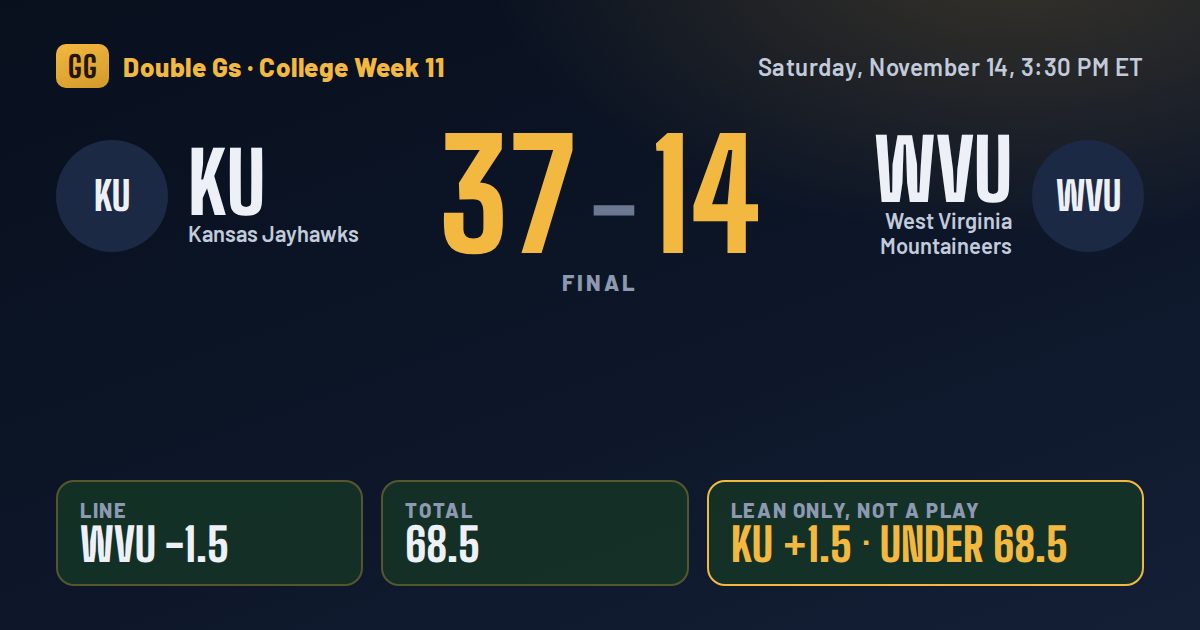 GG Double Gs · College Week 11
Saturday, November 14, 3:30 PM ET
KU
KU
Kansas Jayhawks
37 – 14
FINAL
WVU
West Virginia
Mountaineers
WVU
LINE
WVU −1.5
TOTAL
68.5
LEAN ONLY, NOT A PLAY
KU +1.5 · UNDER 68.5